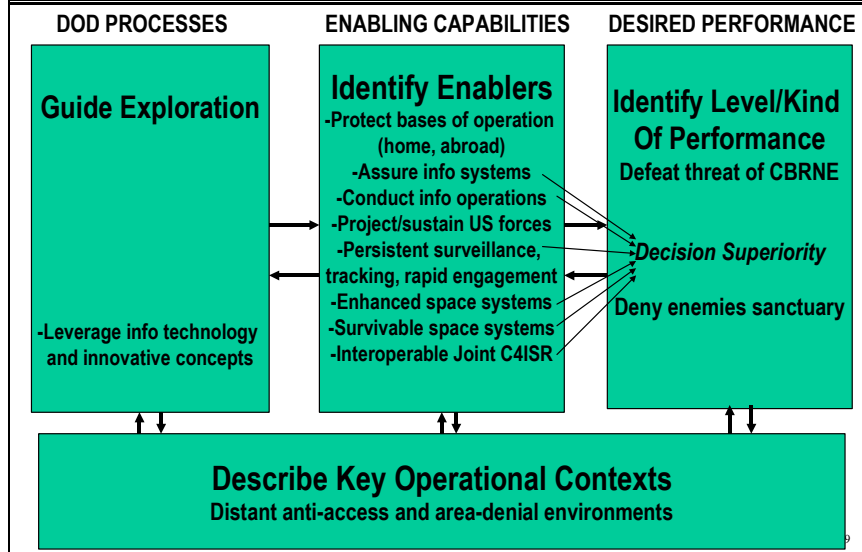 DOD PROCESSES
ENABLING CAPABILITIES
DESIRED PERFORMANCE
Guide Exploration
-Leverage info technology
and innovative concepts
Identify Enablers
-Protect bases of operation
(home, abroad)
-Assure info systems
-Conduct info operations
-Project/sustain US forces
-Persistent surveillance,
tracking, rapid engagement
-Enhanced space systems
-Survivable space systems
-Interoperable Joint C4ISR
Identify Level/Kind
Of Performance
Defeat threat of CBRNE
Decision Superiority
Deny enemies sanctuary
Describe Key Operational Contexts
Distant anti-access and area-denial environments
9